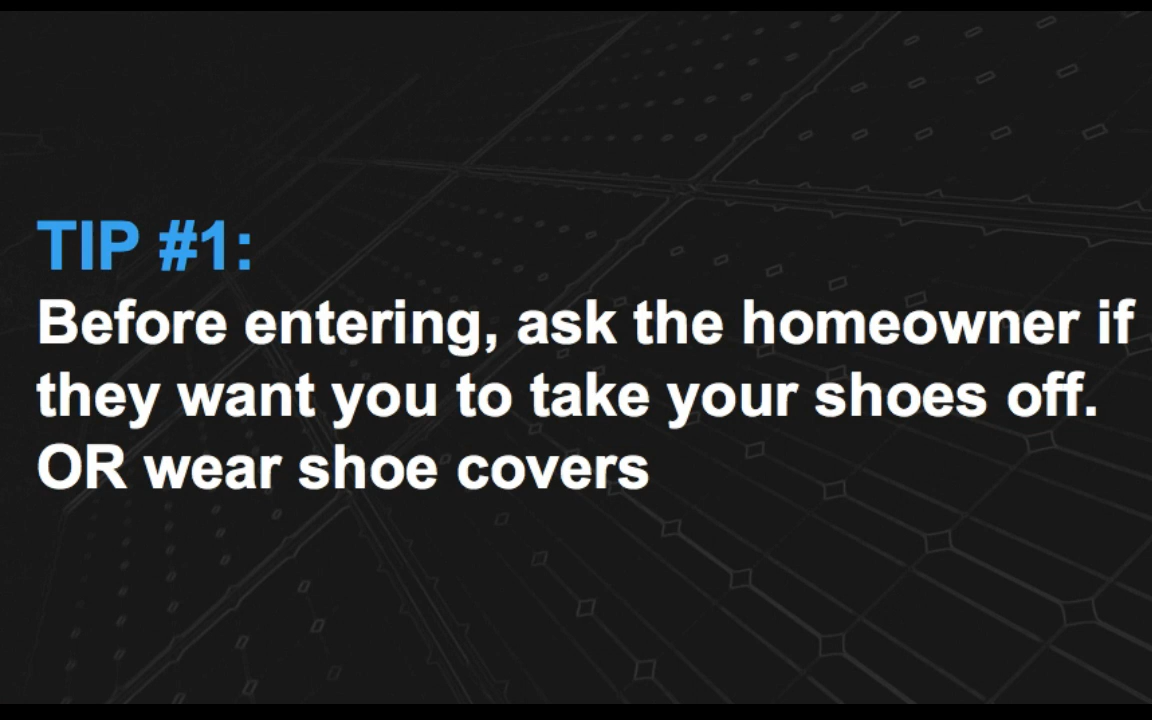 TIP #1:
Before entering, ask the homeowner if
they want you to take your shoes off.
OR wear shoe covers